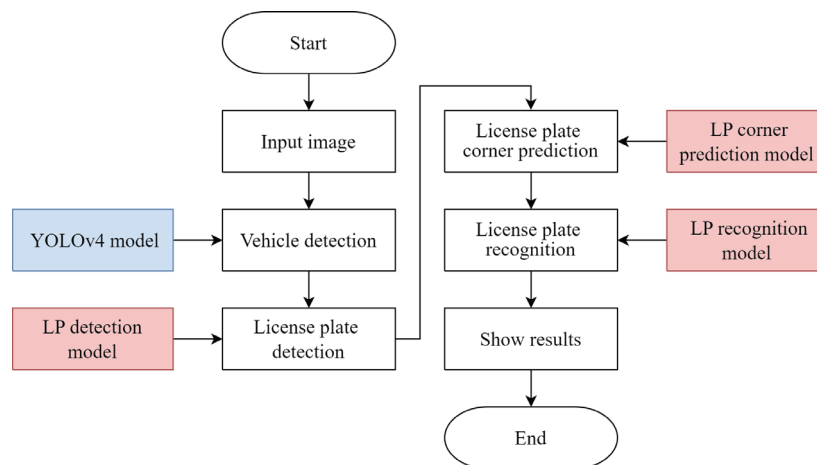 Start
Input image
YOLOv4 model
Vehicle detection
LP detection
model
License plate
detection
License plate
corner prediction
LP corner
prediction model
License plate
recognition
LP recognition
model
Show results
End